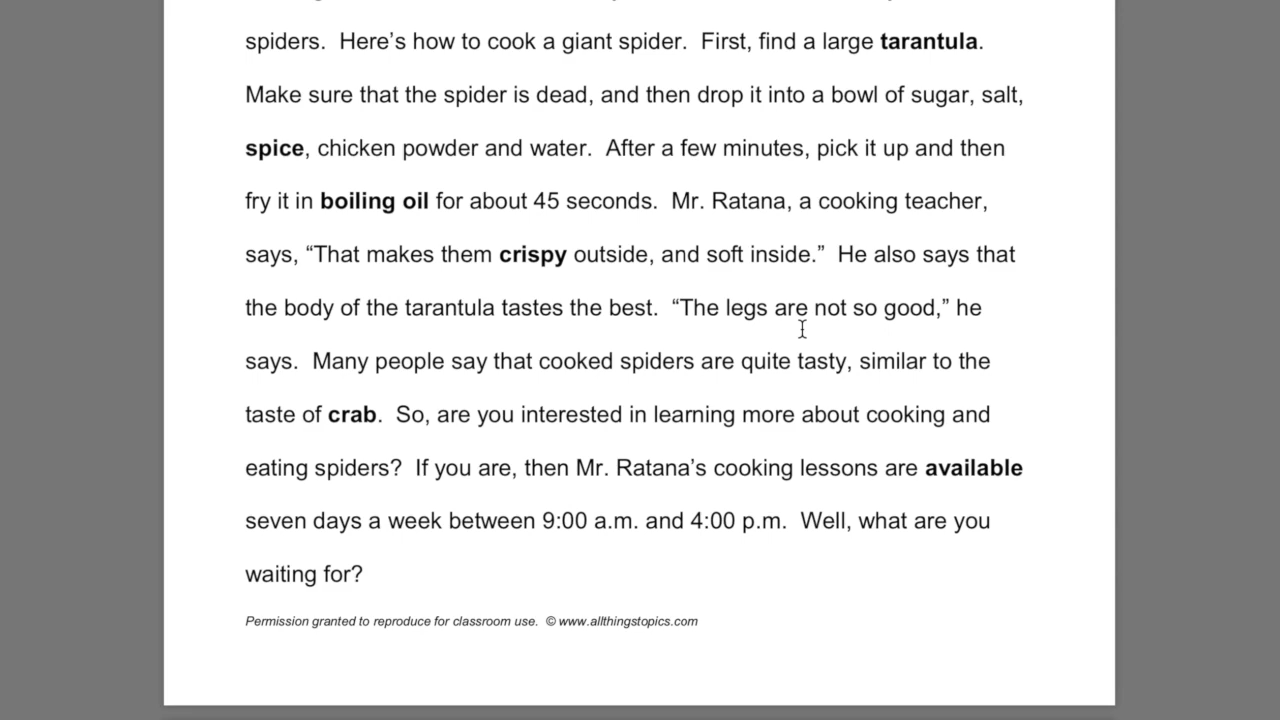 spiders.  Here’s how to cook a giant spider.  First, find a large tarantula.
Make sure that the spider is dead, and then drop it into a bowl of sugar, salt,
spice, chicken powder and water.  After a few minutes, pick it up and then
fry it in boiling oil for about 45 seconds.  Mr. Ratana, a cooking teacher,
says, “That makes them crispy outside, and soft inside.”  He also says that
the body of the tarantula tastes the best.  “The legs are not so good,” he
says.  Many people say that cooked spiders are quite tasty, similar to the
taste of crab.  So, are you interested in learning more about cooking and
eating spiders?  If you are, then Mr. Ratana’s cooking lessons are available
seven days a week between 9:00 a.m. and 4:00 p.m.  Well, what are you
waiting for?
Permission granted to reproduce for classroom use.  © www.allthingstopics.com